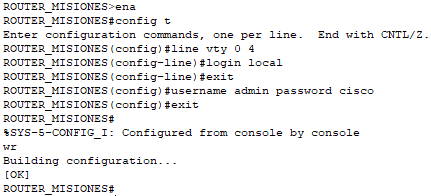 ROUTER_MISIONES>ena
ROUTER_MISIONES#config t
Enter configuration commands, one per line.  End with CNTL/Z.
ROUTER_MISIONES(config)#line vty 0 4
ROUTER_MISIONES(config-line)#login local
ROUTER_MISIONES(config-line)#exit
ROUTER_MISIONES(config)#username admin password cisco
ROUTER_MISIONES(config)#exit
ROUTER_MISIONES#
%SYS-5-CONFIG_I: Configured from console by console
wr
Building configuration...
[OK]
ROUTER_MISIONES#